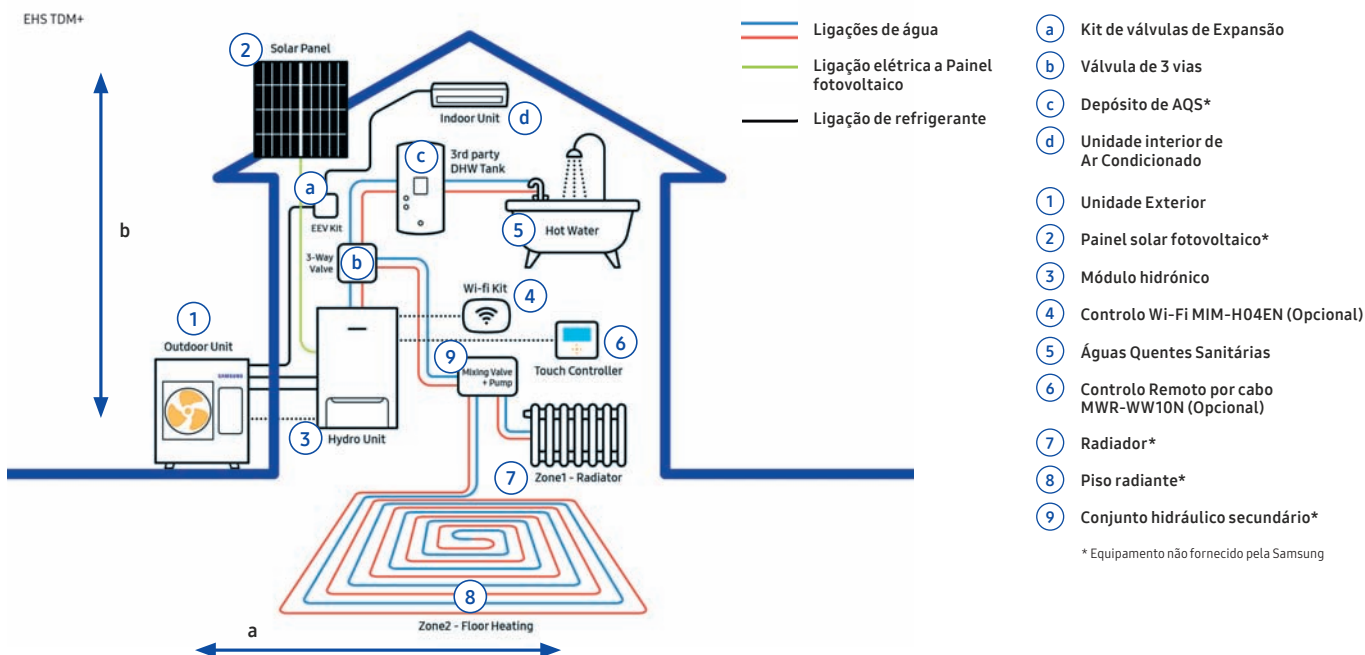 EHS TDM+
2
Solar Panel
b
Indoor Unit
d
a
EEV Kit
c
3rd party
DHW Tank
5
Hot Water
3-Way
Valve
b
Wi-fi Kit
4
1
Outdoor Unit
SAMSUNG
6
Touch Controller
9
Mixing Valve
+ Pump
3
Hydro Unit
7
Zone1 - Radiator
8
Zone2 - Floor Heating
a
Ligações de água
Ligação elétrica a Painel
fotovoltaico
Ligação de refrigerante
a Kit de válvulas de Expansão
b Válvula de 3 vias
c Depósito de AQS*
d Unidade interior de
Ar Condicionado
1 Unidade Exterior
2 Painel solar fotovoltaico*
3 Módulo hidrónico
4 Controlo Wi-Fi MIM-H04EN (Opcional)
5 Águas Quentes Sanitárias
6 Controlo Remoto por cabo
MWR-WW10N (Opcional)
7 Radiador*
8 Piso radiante*
9 Conjunto hidráulico secundário*
* Equipamento não fornecido pela Samsung